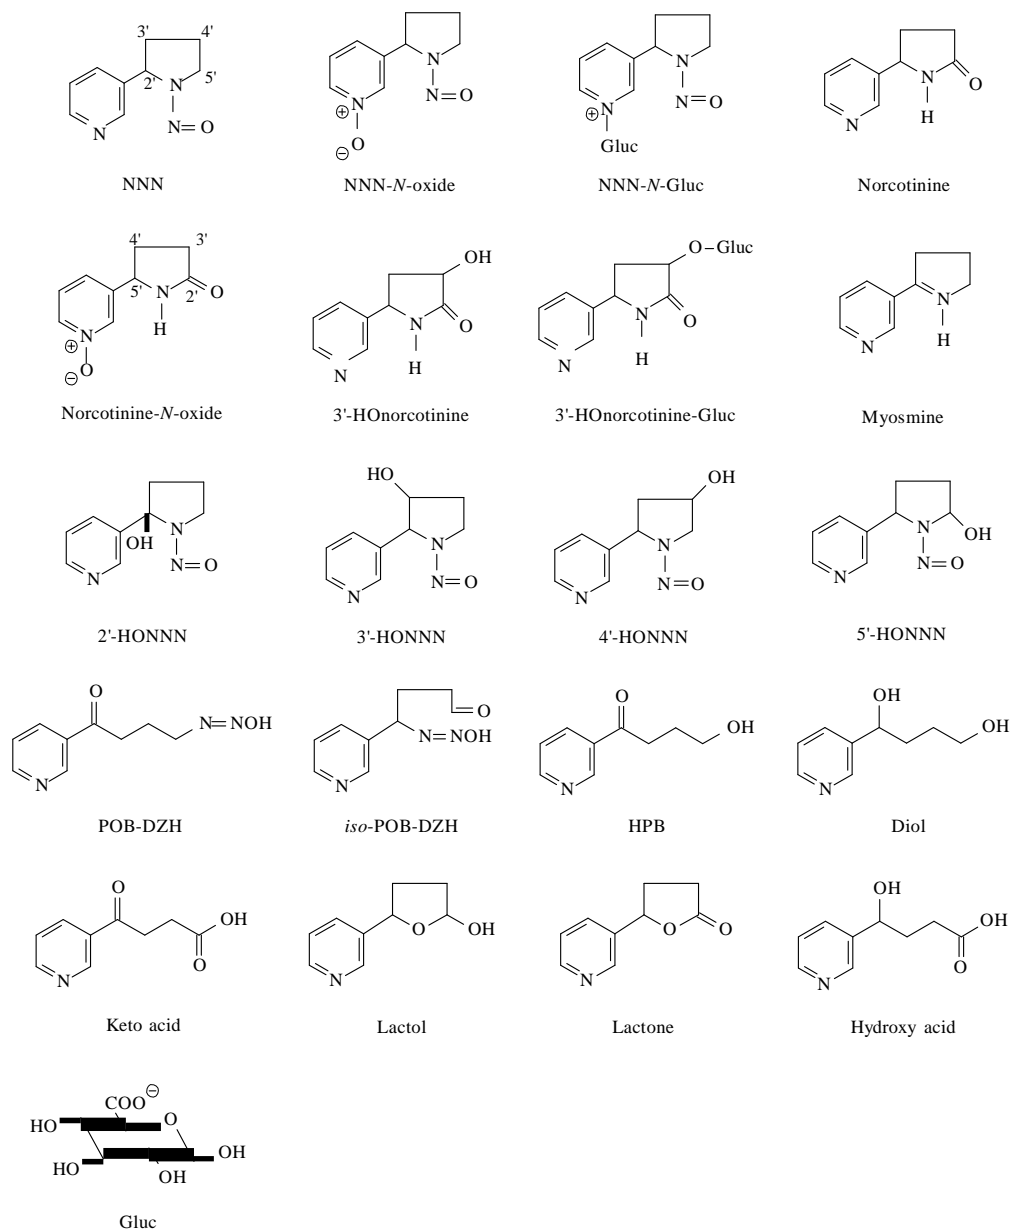 3' 4'
2' N 5'
N N=O
NNN
N
N N=O
⊕
O
⊖
NNN-N-oxide
N
N N=O
⊕
Gluc
NNN-N-Gluc
N O
N H
Norcotinine
4' 3'
5' N 2' O
H
N
⊕
O
⊖
Norcotinine-N-oxide
OH
N O
N H
3'-HOnorcotinine
O–Gluc
N O
N H
3'-HOnorcotinine-Gluc
N
N H
Myosmine
N
OH
N N=O
2'-HONNN
HO
N
N N=O
3'-HONNN
OH
N
N N=O
4'-HONNN
N OH
N N=O
5'-HONNN
O
N=NOH
N
POB-DZH
O
N=NOH
N
iso-POB-DZH
O
OH
N
HPB
OH
OH
N
Diol
O
OH
O
N
Keto acid
O OH
N
Lactol
O O
N
Lactone
OH
OH
O
N
Hydroxy acid
COO⊖
HO O
HO OH OH
Gluc